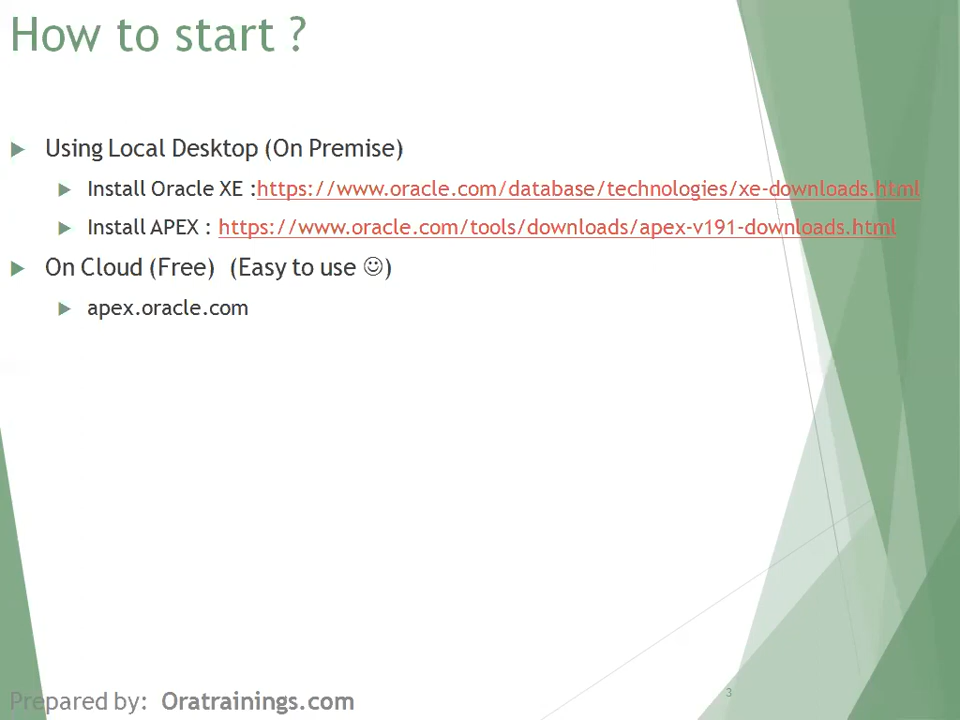 How to start ?
Using Local Desktop (On Premise)
Install Oracle XE :https://www.oracle.com/database/technologies/xe-downloads.html
Install APEX : https://www.oracle.com/tools/downloads/apex-v191-downloads.html
On Cloud (Free)  (Easy to use ☺)
apex.oracle.com
Prepared by:  Oratrainings.com
3